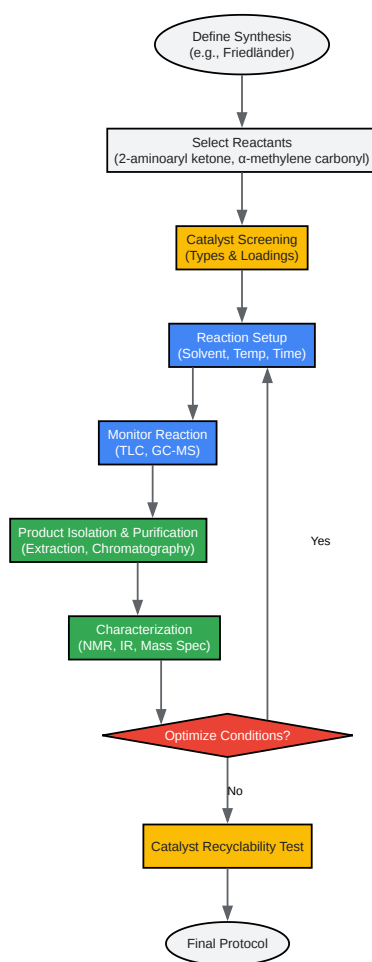 Define Synthesis
(e.g., Friedländer)
Select Reactants
(2-aminoaryl ketone, α-methylene carbonyl)
Catalyst Screening
(Types & Loadings)
Reaction Setup
(Solvent, Temp, Time)
Monitor Reaction
(TLC, GC-MS)
Product Isolation & Purification
(Extraction, Chromatography)
Yes
Characterization
(NMR, IR, Mass Spec)
Optimize Conditions?
No
Catalyst Recyclability Test
Final Protocol